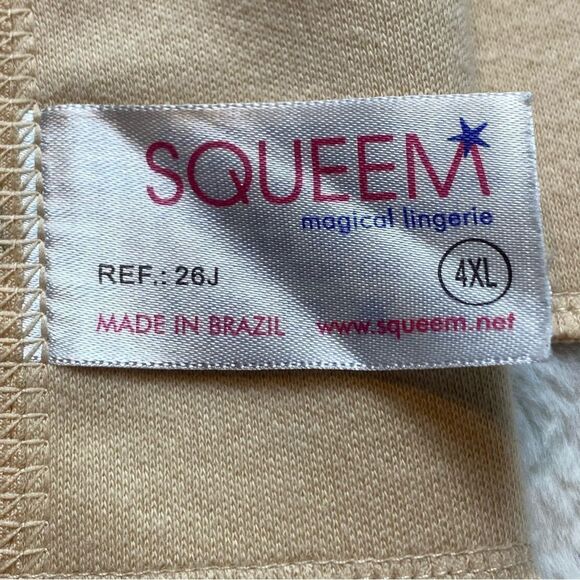 SQUEEM
magical lingerie
REF.: 26J 4XL
MADE IN BRAZIL www.squeem.net